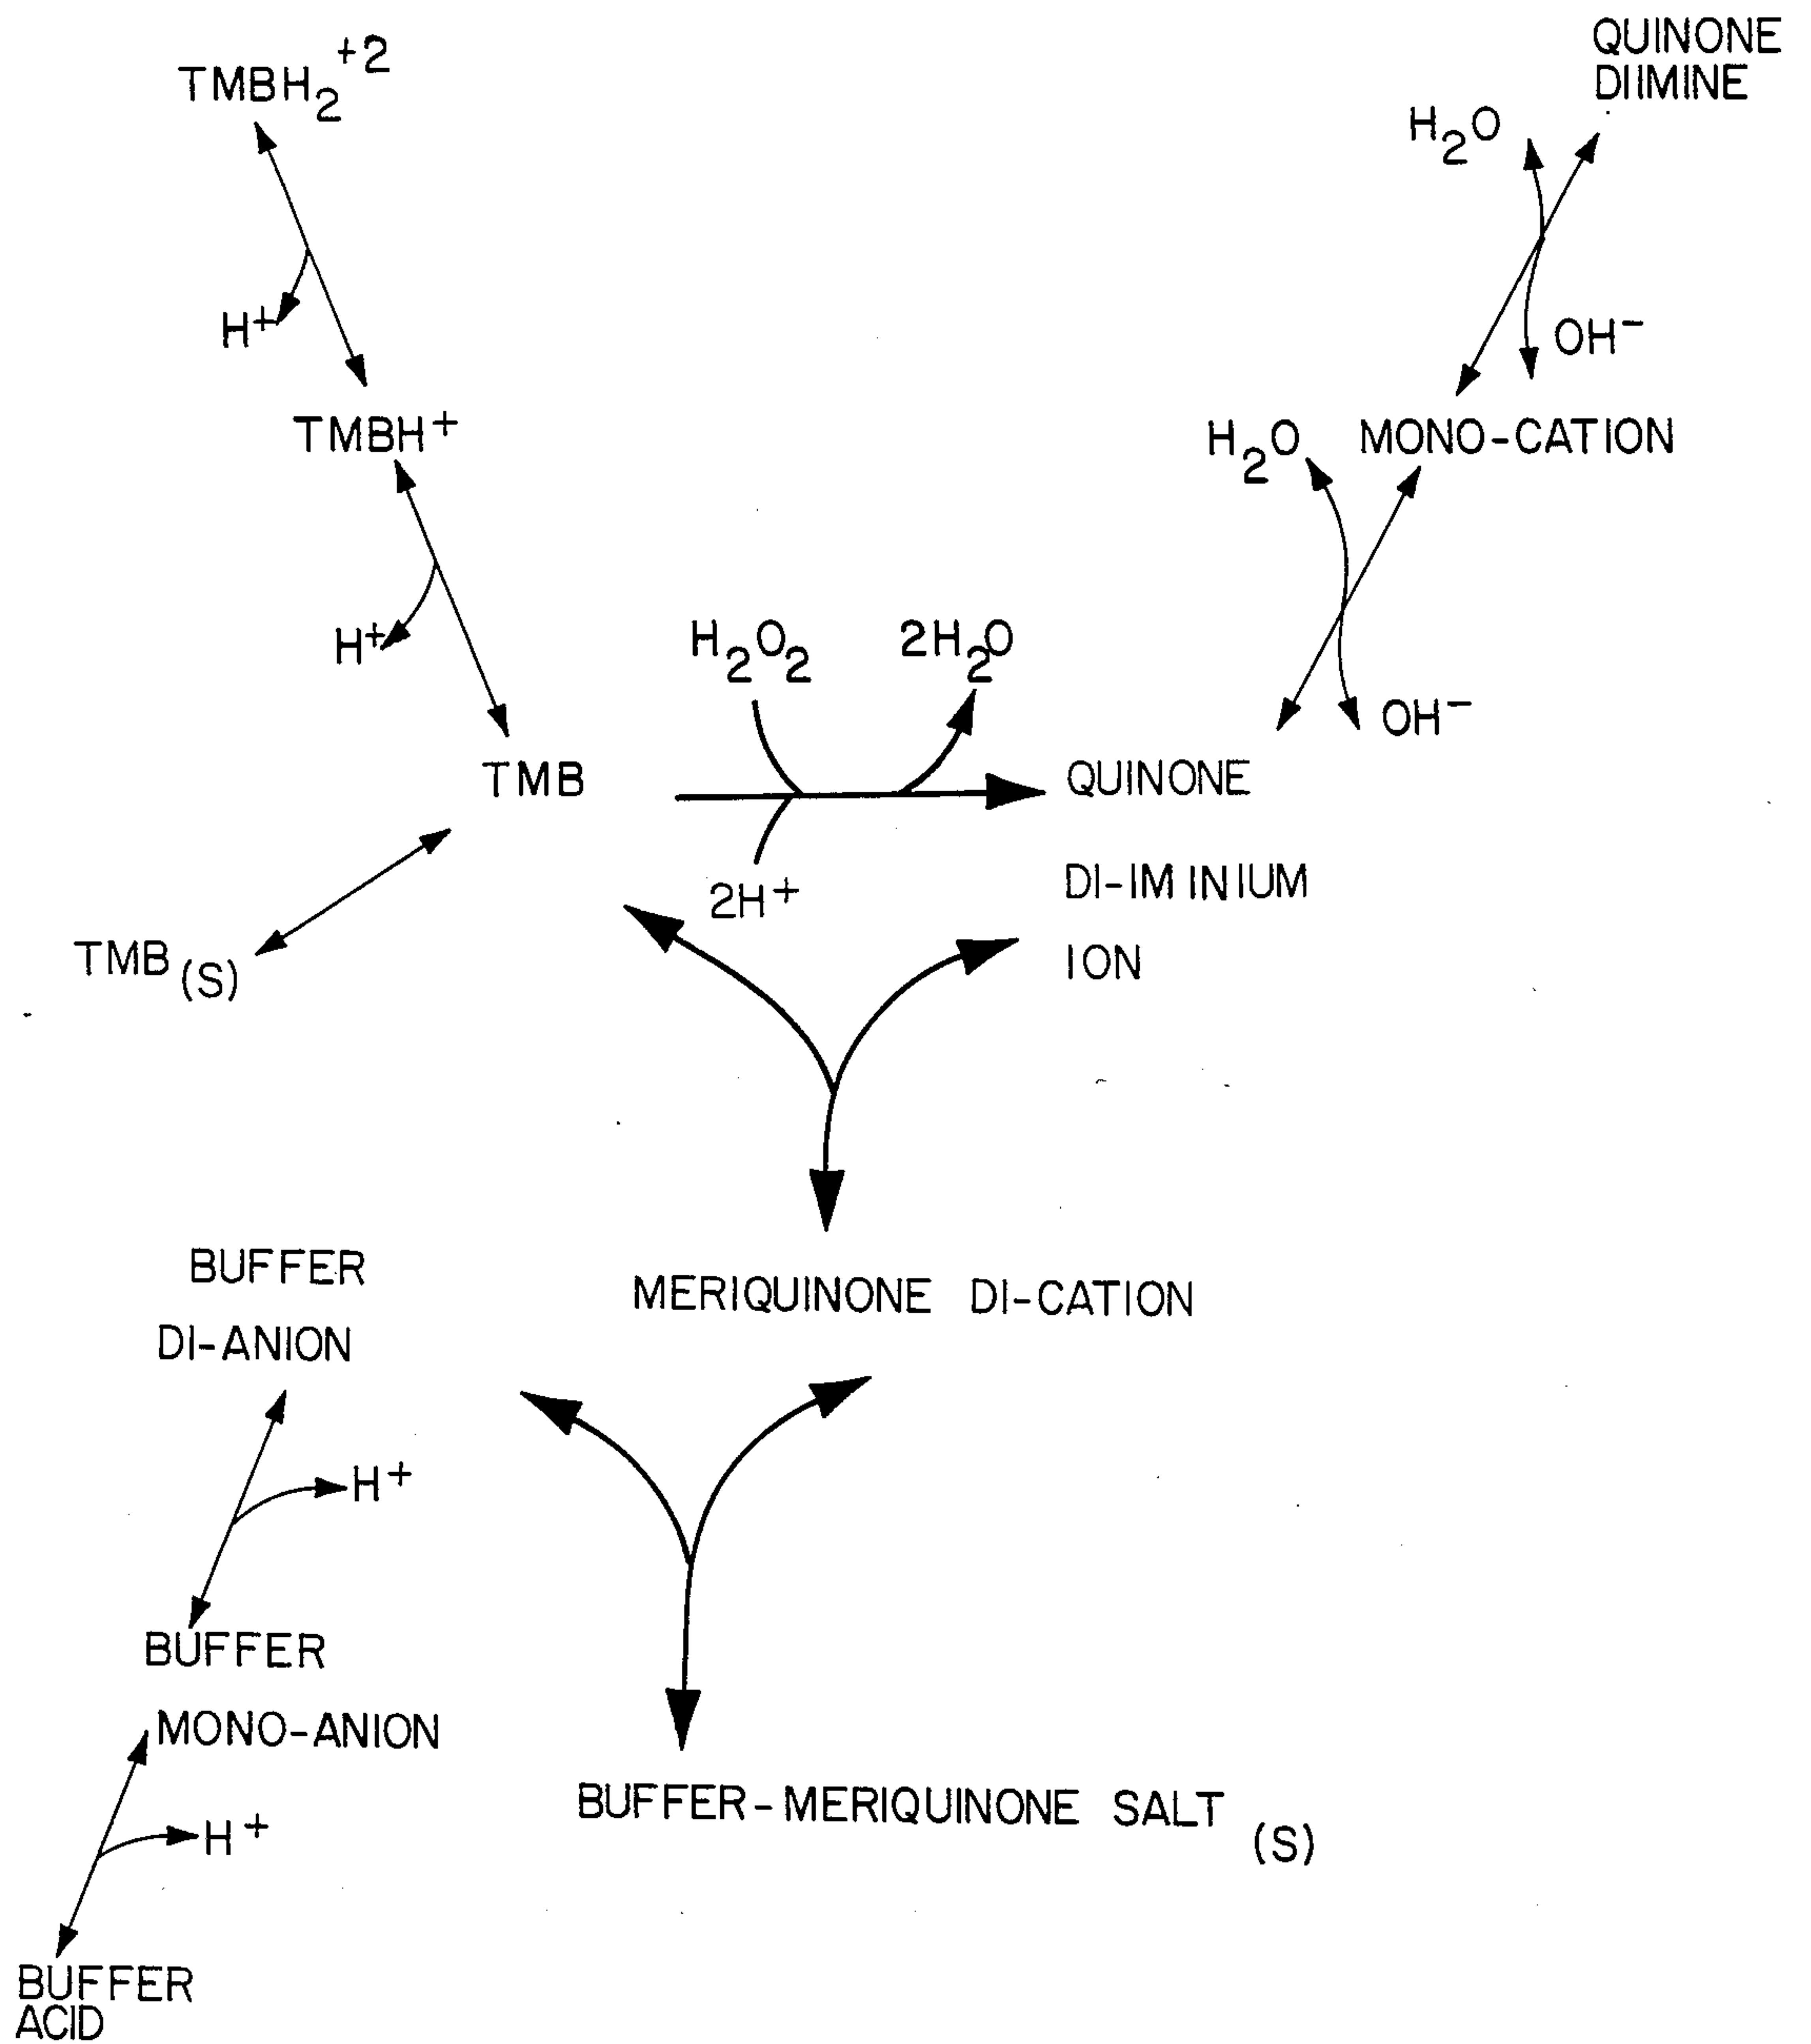 TMBH₂⁺²
QUINONE
DIIMINE
H₂O
H⁺
OH⁻
TMBH⁺
H₂O
MONO-CATION
H⁺
H₂O₂
2H₂O
OH⁻
TMB
QUINONE
2H⁺
DI-IMINIUM
TMB(S)
ION
BUFFER
DI-ANION
MERIQUINONE DI-CATION
H⁺
BUFFER
MONO-ANION
BUFFER-MERIQUINONE SALT (S)
H⁺
BUFFER
ACID